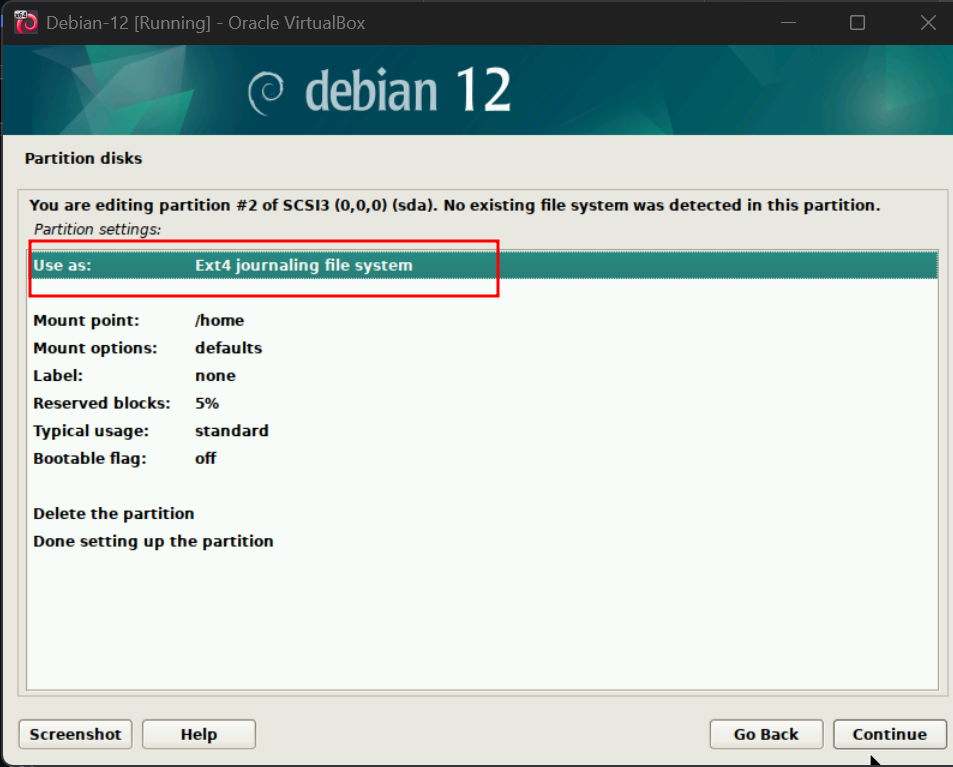 x64
Debian-12 [Running] - Oracle VirtualBox
debian 12
Partition disks
You are editing partition #2 of SCSI3 (0,0,0) (sda). No existing file system was detected in this partition.
Partition settings:
Use as: Ext4 journaling file system
Mount point: /home
Mount options: defaults
Label: none
Reserved blocks: 5%
Typical usage: standard
Bootable flag: off
Delete the partition
Done setting up the partition
Screenshot Help Go Back Continue